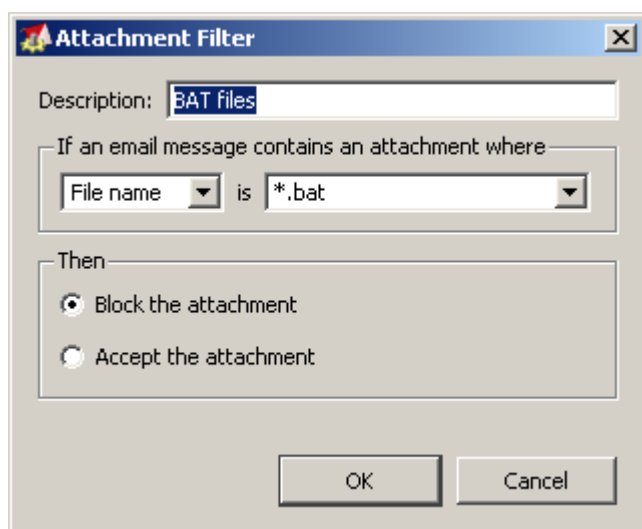 Attachment Filter
Description: BAT files
If an email message contains an attachment where
File name is *.bat
Then
Block the attachment
Accept the attachment
OK Cancel